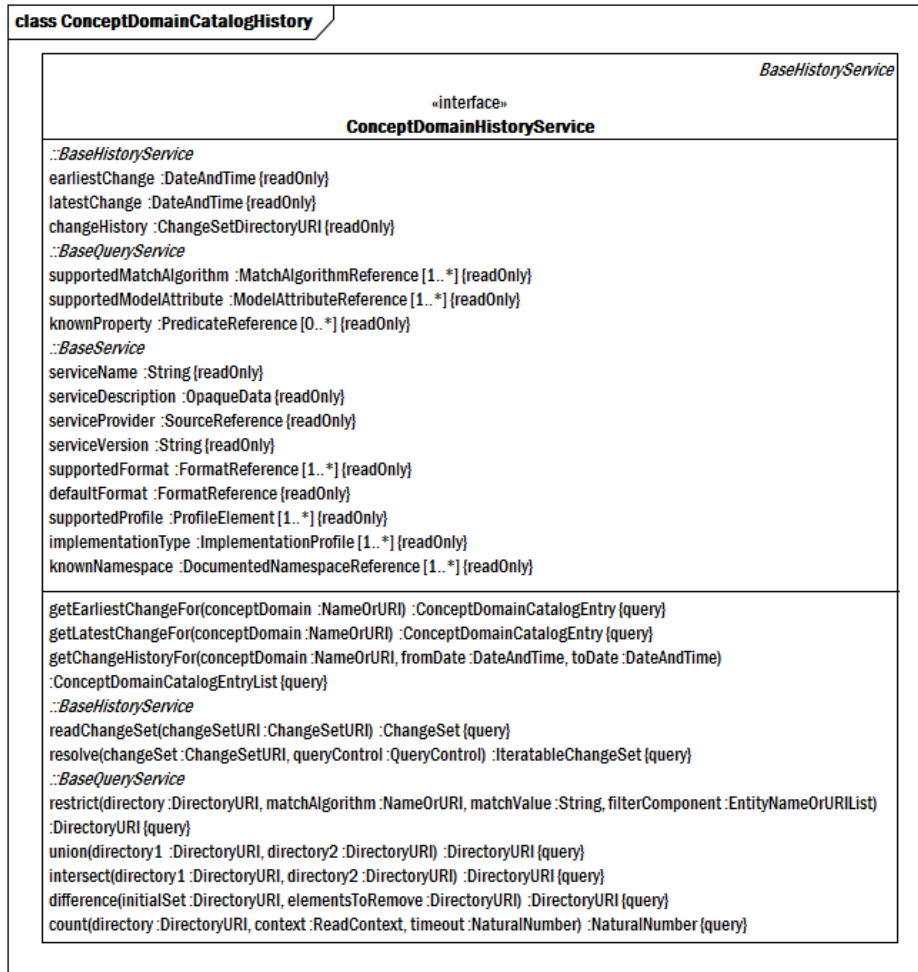 class ConceptDomainCatalogHistory
BaseHistoryService
«interface»
ConceptDomainHistoryService
::BaseHistoryService
earliestChange :DateAndTime {readOnly}
latestChange :DateAndTime {readOnly}
changeHistory :ChangeSetDirectoryURI {readOnly}
::BaseQueryService
supportedMatchAlgorithm :MatchAlgorithmReference [1..*] {readOnly}
supportedModelAttribute :ModelAttributeReference [1..*] {readOnly}
knownProperty :PredicateReference [0..*] {readOnly}
::BaseService
serviceName :String {readOnly}
serviceDescription :OpaqueData {readOnly}
serviceProvider :SourceReference {readOnly}
serviceVersion :String {readOnly}
supportedFormat :FormatReference [1..*] {readOnly}
defaultFormat :FormatReference {readOnly}
supportedProfile :ProfileElement [1..*] {readOnly}
implementationType :ImplementationProfile [1..*] {readOnly}
knownNamespace :DocumentedNamespaceReference [1..*] {readOnly}
getEarliestChangeFor(conceptDomain :NameOrURI) :ConceptDomainCatalogEntry {query}
getLatestChangeFor(conceptDomain :NameOrURI) :ConceptDomainCatalogEntry {query}
getChangeHistoryFor(conceptDomain :NameOrURI, fromDate :DateAndTime, toDate :DateAndTime)
:ConceptDomainCatalogEntryList {query}
::BaseHistoryService
readChangeSet(changeSetURI :ChangeSetURI) :ChangeSet {query}
resolve(changeSet :ChangeSetURI, queryControl :QueryControl) :IteratableChangeSet {query}
::BaseQueryService
restrict(directory :DirectoryURI, matchAlgorithm :NameOrURI, matchValue :String, filterComponent :EntityNameOrURIList)
:DirectoryURI {query}
union(directory1 :DirectoryURI, directory2 :DirectoryURI) :DirectoryURI {query}
intersect(directory1 :DirectoryURI, directory2 :DirectoryURI) :DirectoryURI {query}
difference(initialSet :DirectoryURI, elementsToRemove :DirectoryURI) :DirectoryURI {query}
count(directory :DirectoryURI, context :ReadContext, timeout :NaturalNumber) :NaturalNumber {query}